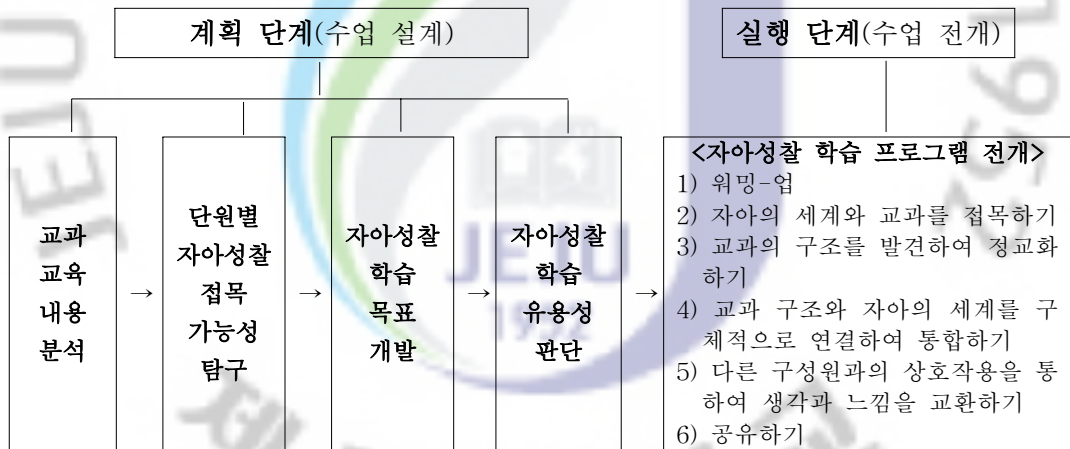 계획 단계(수업 설계)
실행 단계(수업 전개)
교과
교육
내용
분석
→
단원별
자아성찰
접목
가능성
탐구
→
자아성찰
학습
목표
개발
→
자아성찰
학습
유용성
판단
→
<자아성찰 학습 프로그램 전개>
1) 워밍-업
2) 자아의 세계와 교과를 접목하기
3) 교과의 구조를 발견하여 정교화
하기
4) 교과 구조와 자아의 세계를 구
체적으로 연결하여 통합하기
5) 다른 구성원과의 상호작용을 통
하여 생각과 느낌을 교환하기
6) 공유하기
JEJU
1952